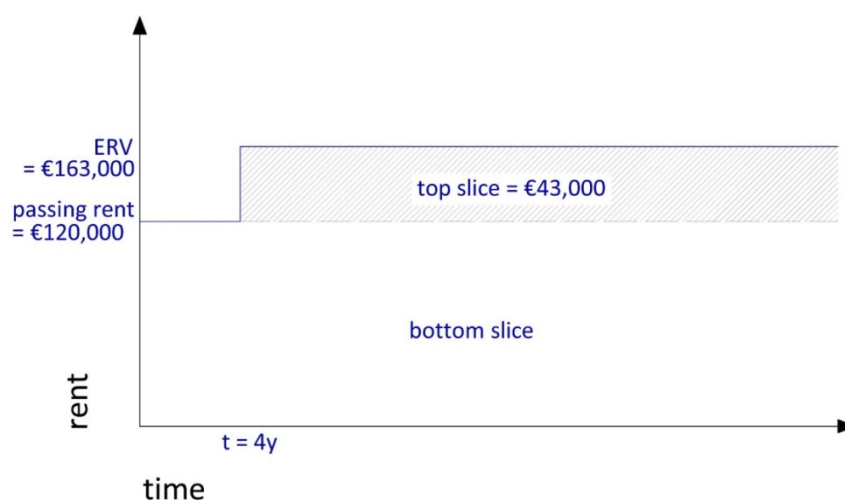 ERV
= €163,000
top slice = €43,000
passing rent
= €120,000
bottom slice
rent
t = 4y
time